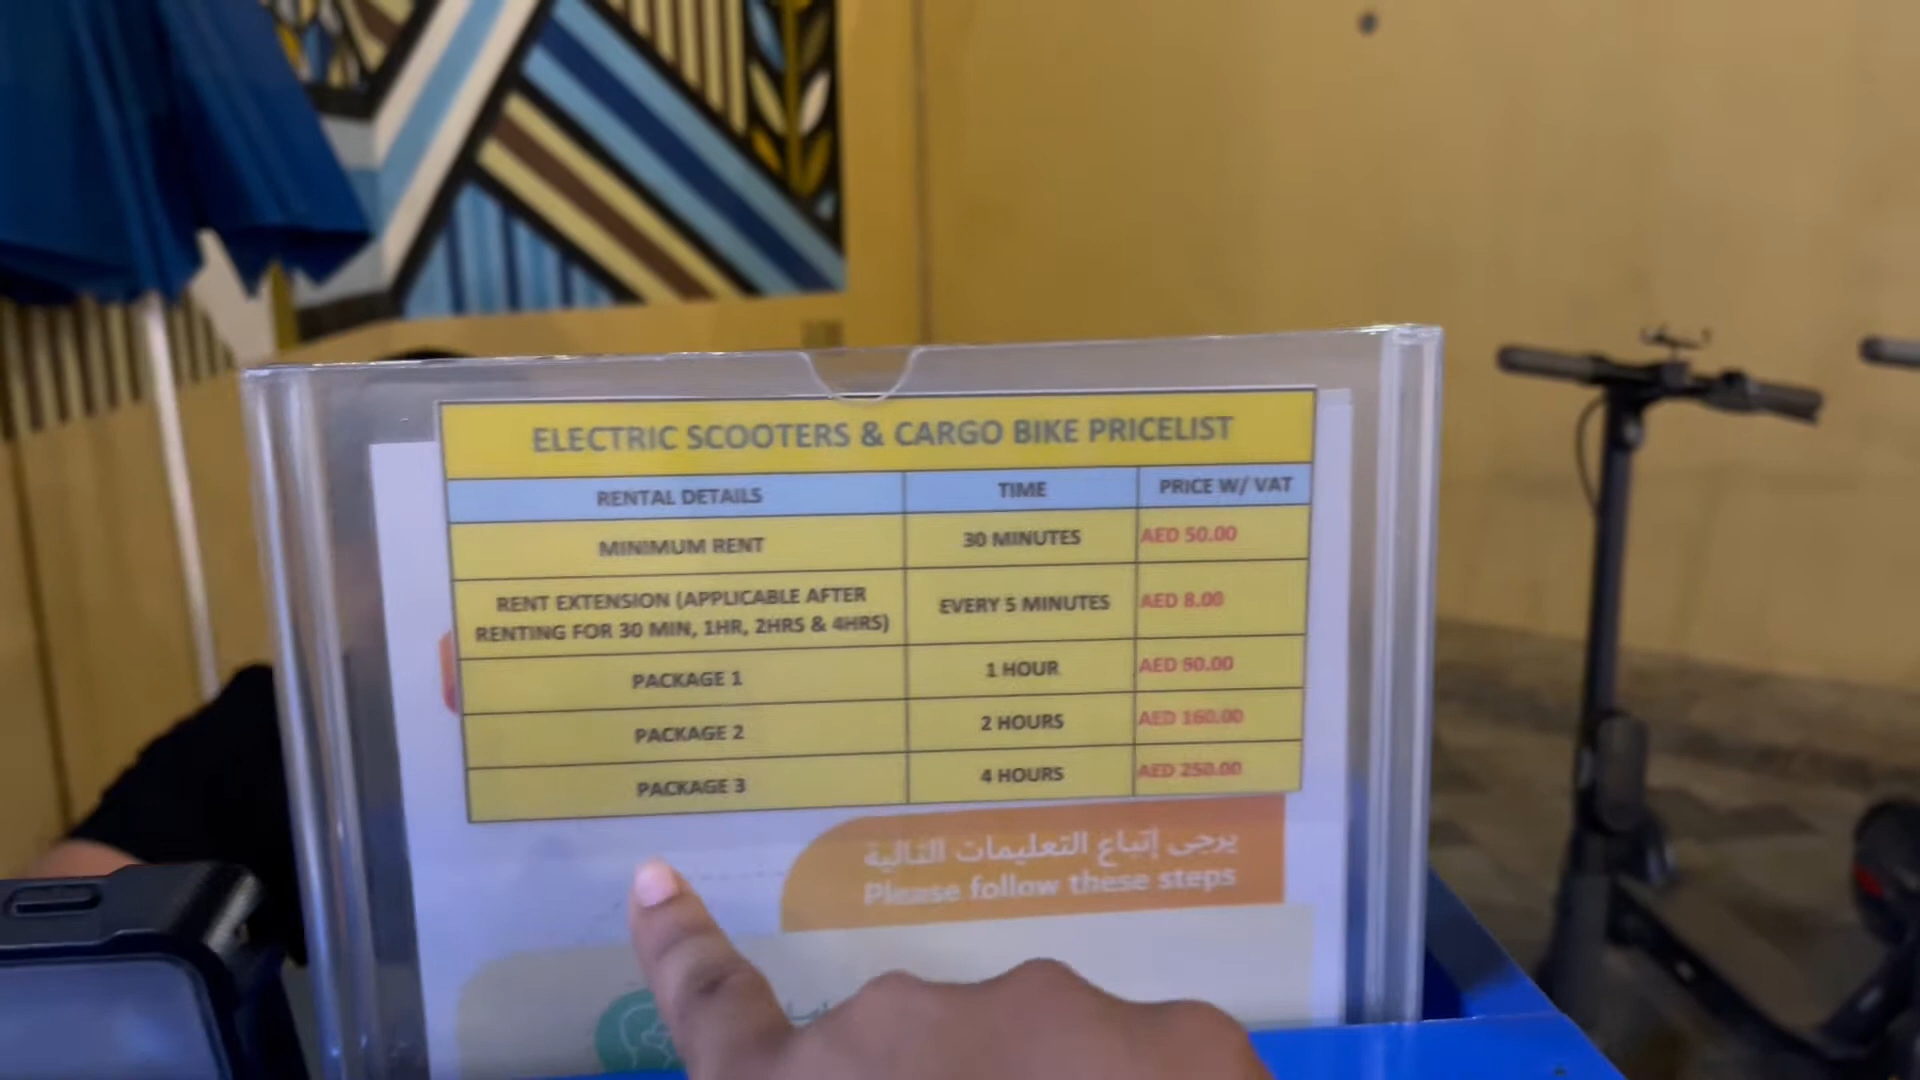 ELECTRIC SCOOTERS & CARGO BIKE PRICELIST
RENTAL DETAILS TIME PRICE W/ VAT
MINIMUM RENT 30 MINUTES AED 50.00
RENT EXTENSION (APPLICABLE AFTER
RENTING FOR 30 MIN, 1HR, 2HRS & 4HRS) EVERY 5 MINUTES AED 8.00
PACKAGE 1 1 HOUR AED 90.00
PACKAGE 2 2 HOURS AED 160.00
PACKAGE 3 4 HOURS AED 250.00
يرجى إتباع التعليمات التالية
Please follow these steps